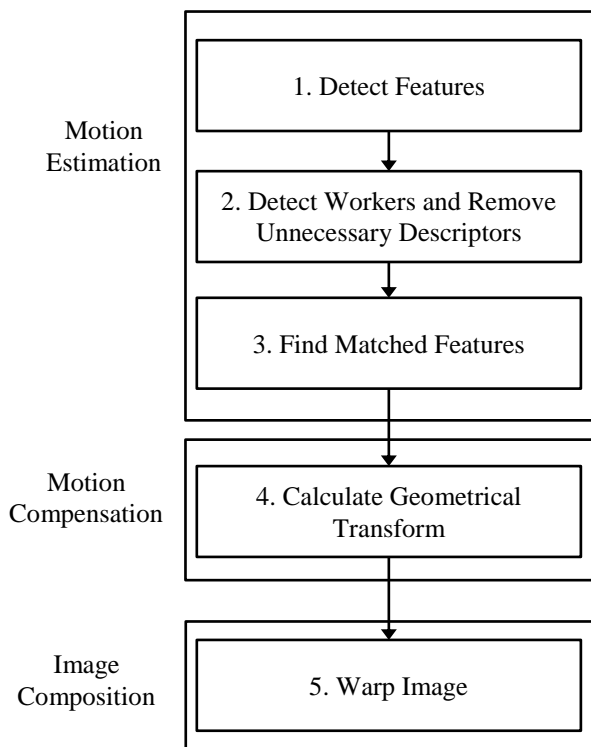 1. Detect Features
Motion
Estimation
2. Detect Workers and Remove
Unnecessary Descriptors
3. Find Matched Features
Motion
Compensation
4. Calculate Geometrical
Transform
Image
Composition
5. Warp Image